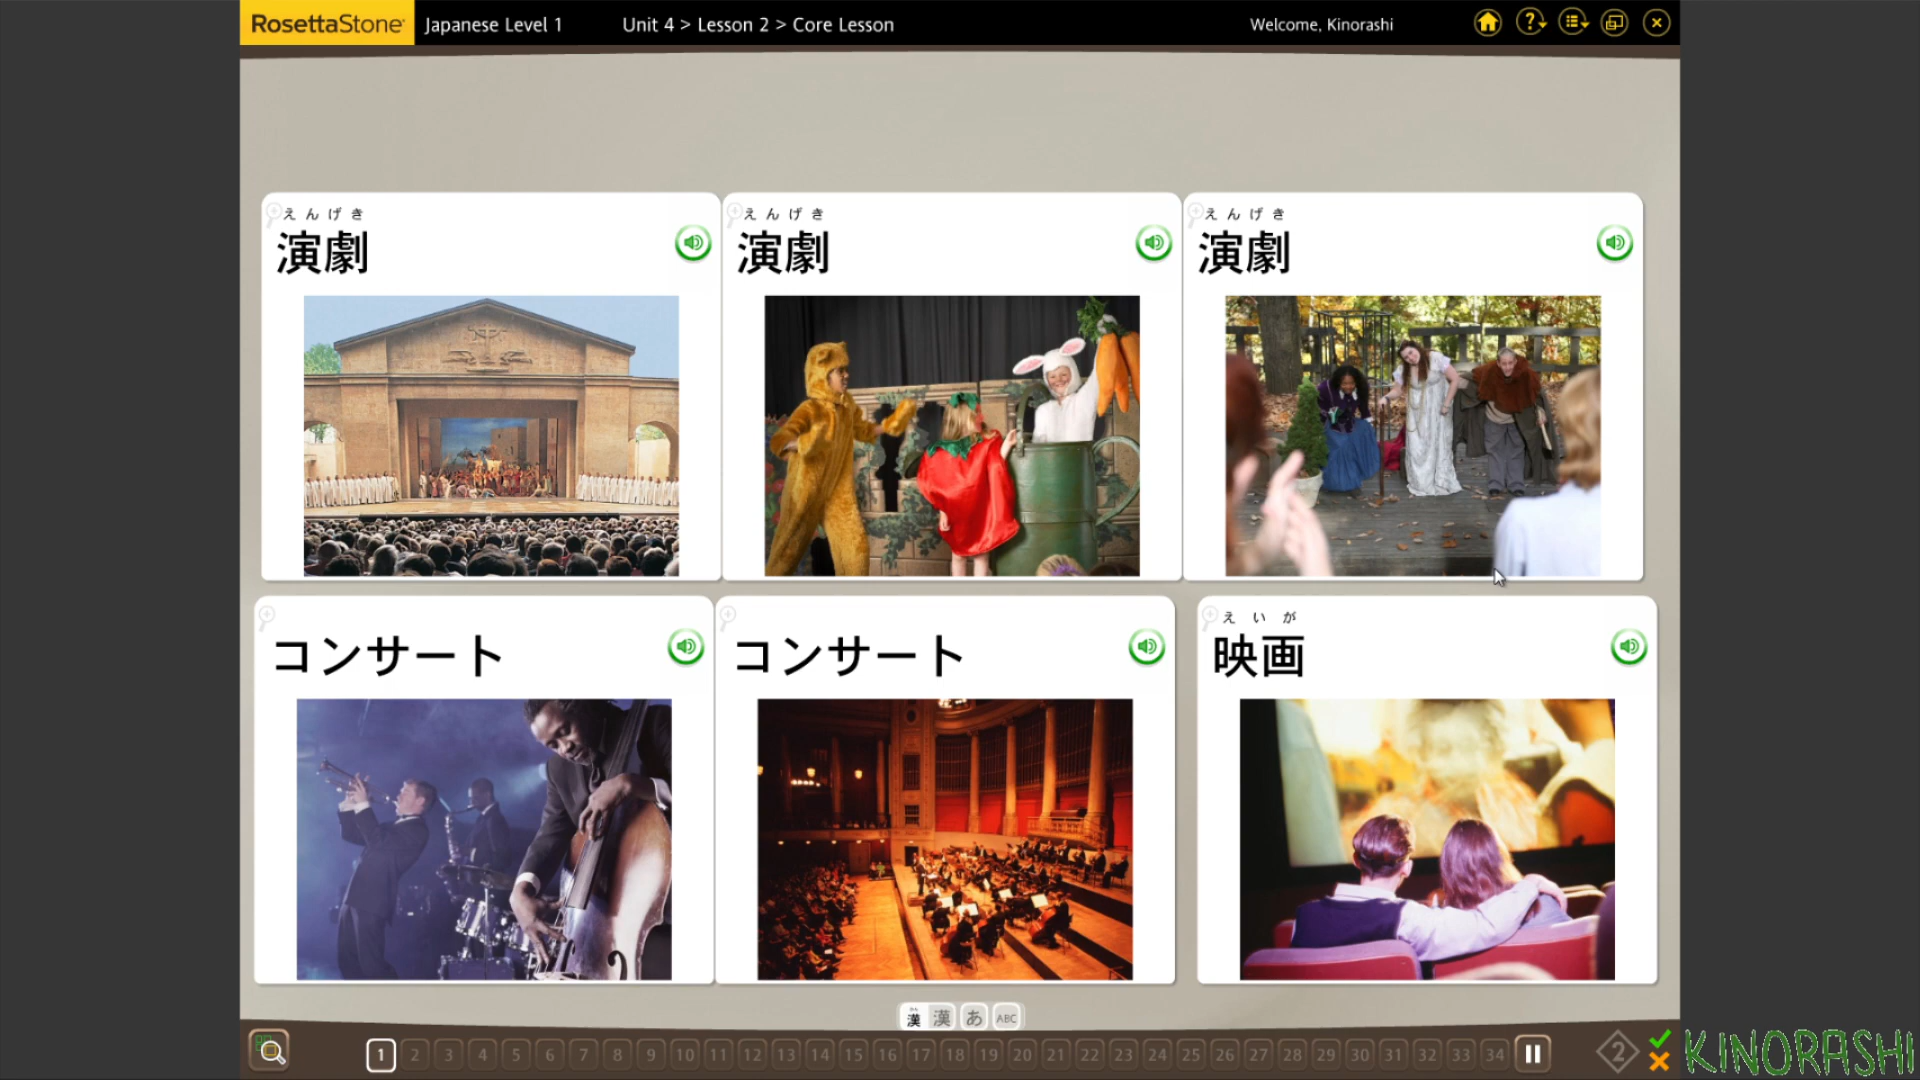 RosettaStone Japanese Level 1 Unit 4 > Lesson 2 > Core Lesson Welcome, Kinorashi
えんげき えんげき えんげき
演劇 演劇 演劇
えいが
コンサート コンサート 映画
漢 漢 あ ABC
1 2 3 4 5 6 7 8 9 10 11 12 13 14 15 16 17 18 19 20 21 22 23 24 25 26 27 28 29 30 31 32 33 34 2 KINORASHI